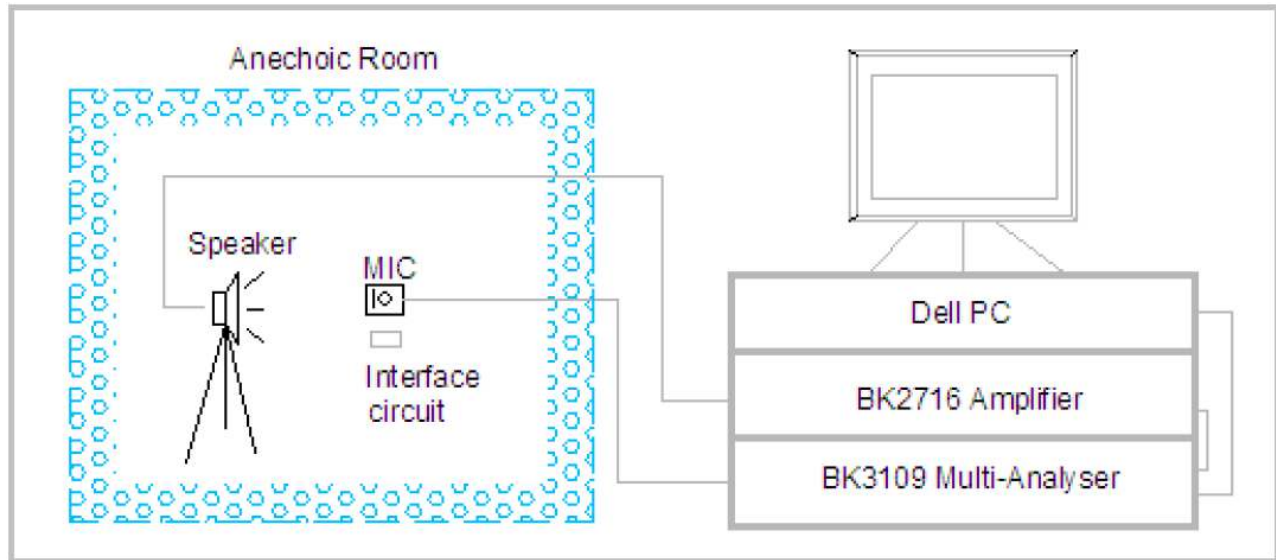 Anechoic Room
Speaker
MIC
Interface
circuit
Dell PC
BK2716 Amplifier
BK3109 Multi-Analyser